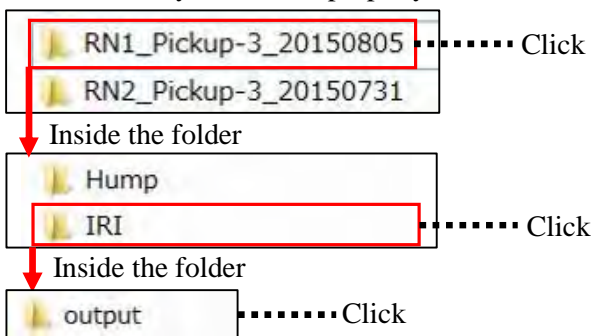 RN1_Pickup-3_20150805 Click
RN2_Pickup-3_20150731
Inside the folder
Hump
IRI Click
Inside the folder
output Click